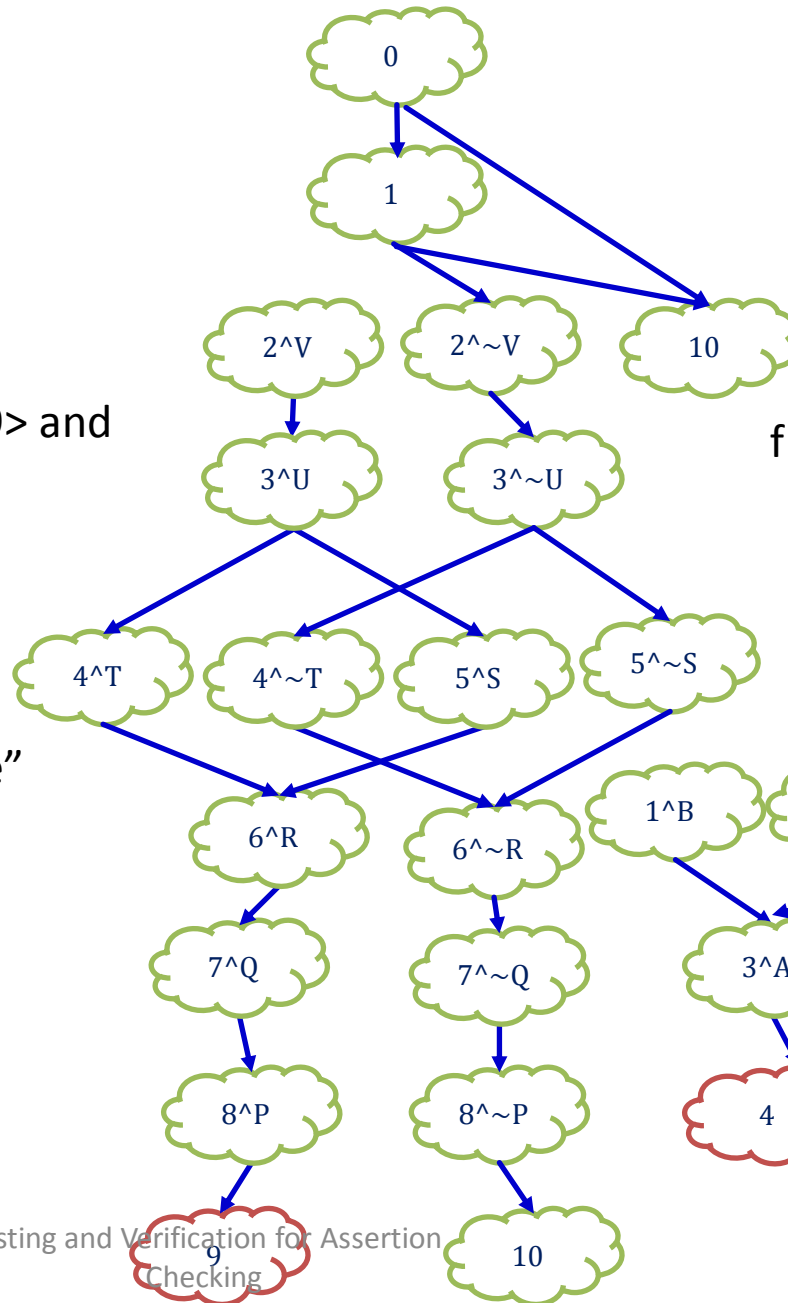 0
1
2^V
2^~V
10
> and
f
3^U
3^~U
4^T
4^~T
5^S
5^~S
”
1^B
6^R
6^~R
7^Q
7^~Q
3^A
8^P
8^~P
4
sting and Verification for Assertion
9
10
Checking